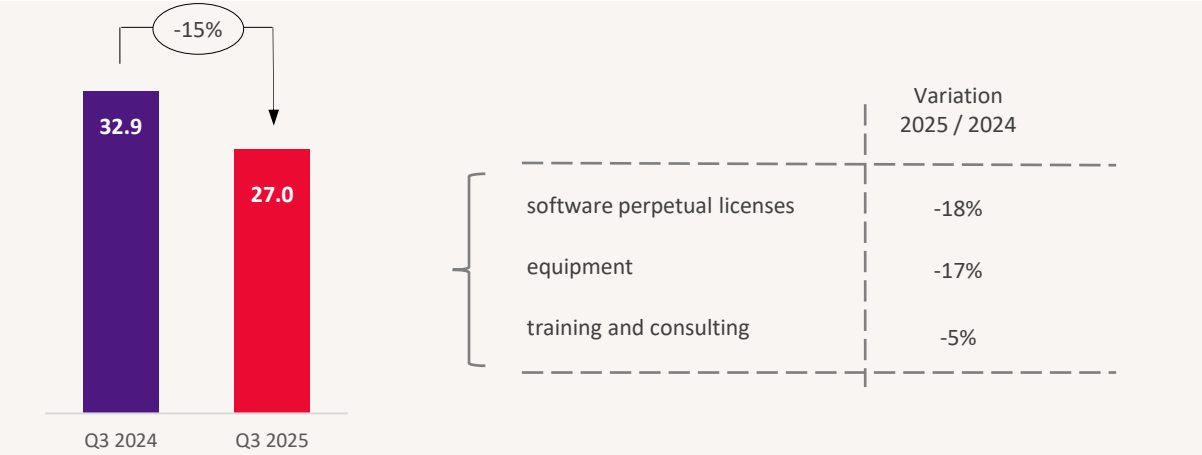 -15%
32.9
27.0
Q3 2024
Q3 2025
Variation
2025 / 2024
software perpetual licenses
-18%
equipment
-17%
training and consulting
-5%